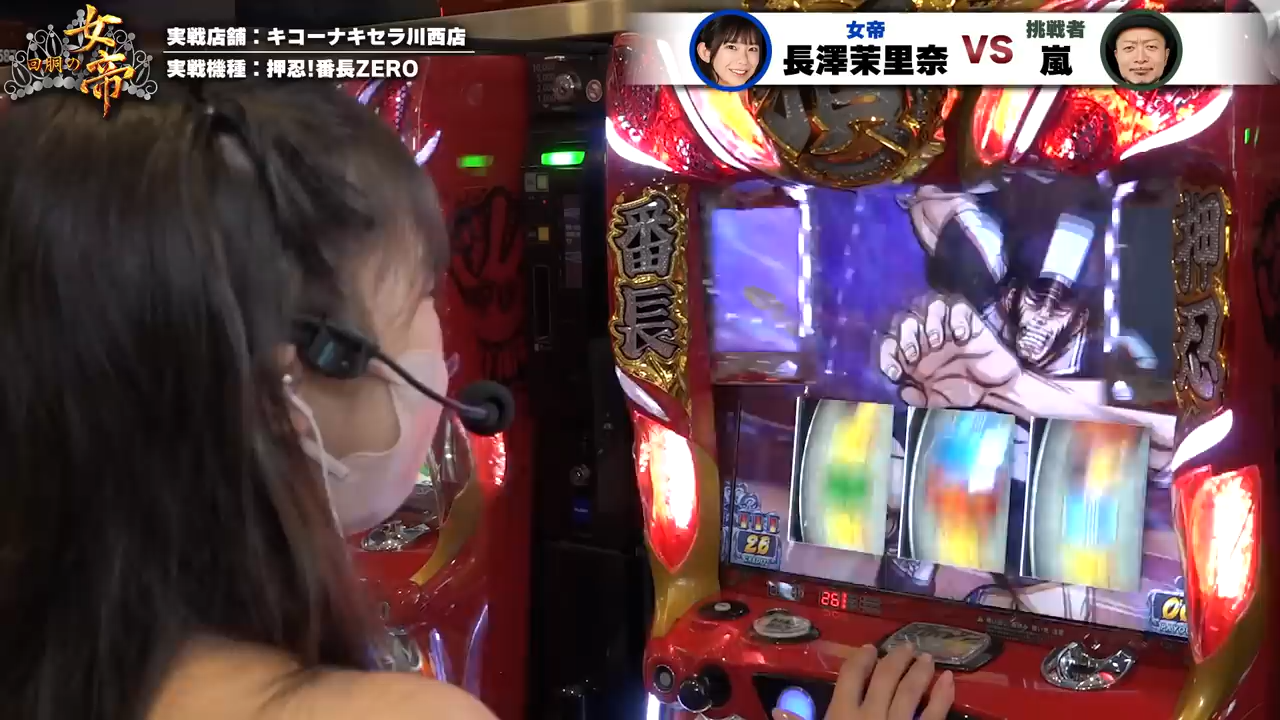 回胴の
女帝
実戦店舗：キコーナキセラ川西店
実戦機種：押忍!番長ZERO
女帝
長澤茉里奈
VS
挑戦者
嵐
番長
押忍
26
261